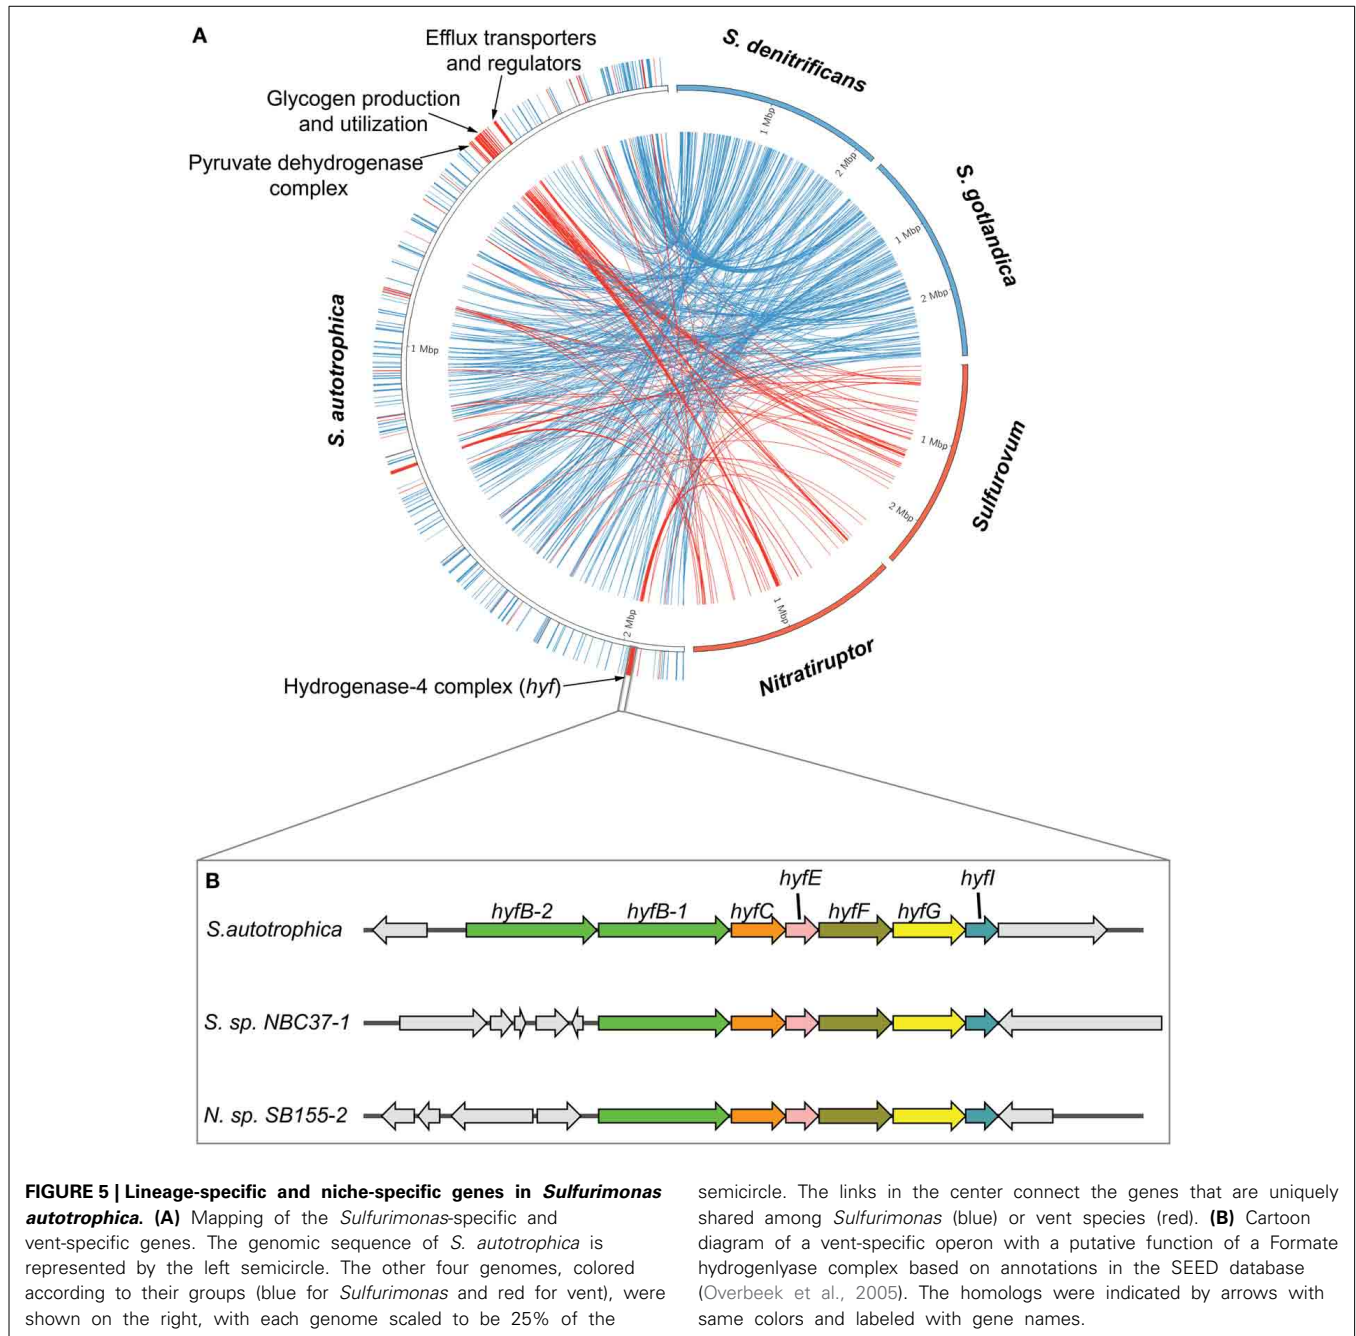 A
Efflux transporters
and regulators
Glycogen production
and utilization
Pyruvate dehydrogenase
complex
S. denitrificans
1 Mbp
2 Mbp
S. gotlandica
1 Mbp
2 Mbp
S. autotrophica
1 Mbp
Sulfurovum
1 Mbp
2 Mbp
Nitratiruptor
1 Mbp
2 Mbp
Hydrogenase-4 complex (hyf)
B
hyfE
hyfI
hyfB-2
hyfB-1
hyfC
hyfF
hyfG
S.autotrophica
S. sp. NBC37-1
N. sp. SB155-2
FIGURE 5 | Lineage-specific and niche-specific genes in Sulfurimonas
autotrophica. (A) Mapping of the Sulfurimonas-specific and
vent-specific genes. The genomic sequence of S. autotrophica is
represented by the left semicircle. The other four genomes, colored
according to their groups (blue for Sulfurimonas and red for vent), were
shown on the right, with each genome scaled to be 25% of the
semicircle. The links in the center connect the genes that are uniquely
shared among Sulfurimonas (blue) or vent species (red). (B) Cartoon
diagram of a vent-specific operon with a putative function of a Formate
hydrogenlyase complex based on annotations in the SEED database
(Overbeek et al., 2005). The homologs were indicated by arrows with
same colors and labeled with gene names.